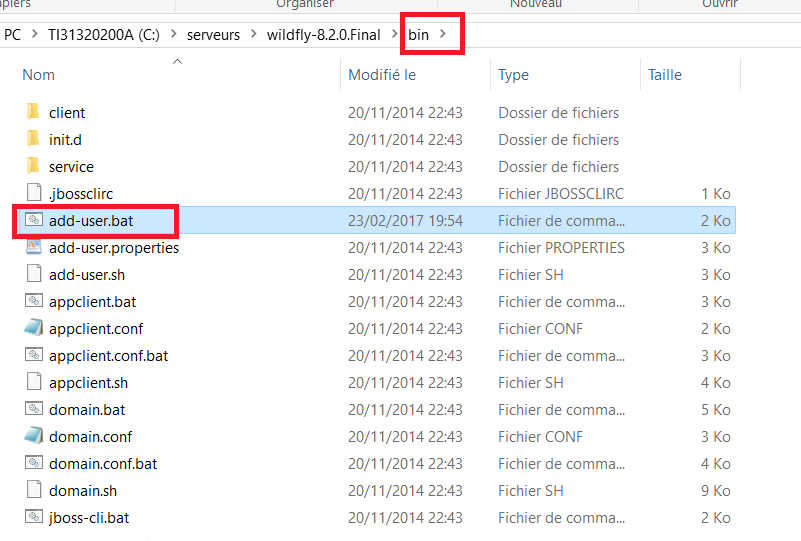 Organiser Nouveau Ouvrir
PC > TI31320200A (C:) > serveurs > wildfly-8.2.0.Final > bin >
Nom Modifié le Type Taille
client 20/11/2014 22:43 Dossier de fichiers
init.d 20/11/2014 22:43 Dossier de fichiers
service 20/11/2014 22:43 Dossier de fichiers
.jbossclirc 20/11/2014 22:43 Fichier JBOSSCLIRC 1 Ko
add-user.bat 23/02/2017 19:54 Fichier de comma... 2 Ko
add-user.properties 20/11/2014 22:43 Fichier PROPERTIES 3 Ko
add-user.sh 20/11/2014 22:43 Fichier SH 3 Ko
appclient.bat 20/11/2014 22:43 Fichier de comma... 3 Ko
appclient.conf 20/11/2014 22:43 Fichier CONF 2 Ko
appclient.conf.bat 20/11/2014 22:43 Fichier de comma... 3 Ko
appclient.sh 20/11/2014 22:43 Fichier SH 4 Ko
domain.bat 20/11/2014 22:43 Fichier de comma... 5 Ko
domain.conf 20/11/2014 22:43 Fichier CONF 3 Ko
domain.conf.bat 20/11/2014 22:43 Fichier de comma... 4 Ko
domain.sh 20/11/2014 22:43 Fichier SH 9 Ko
jboss-cli.bat 20/11/2014 22:43 Fichier de comma... 2 Ko